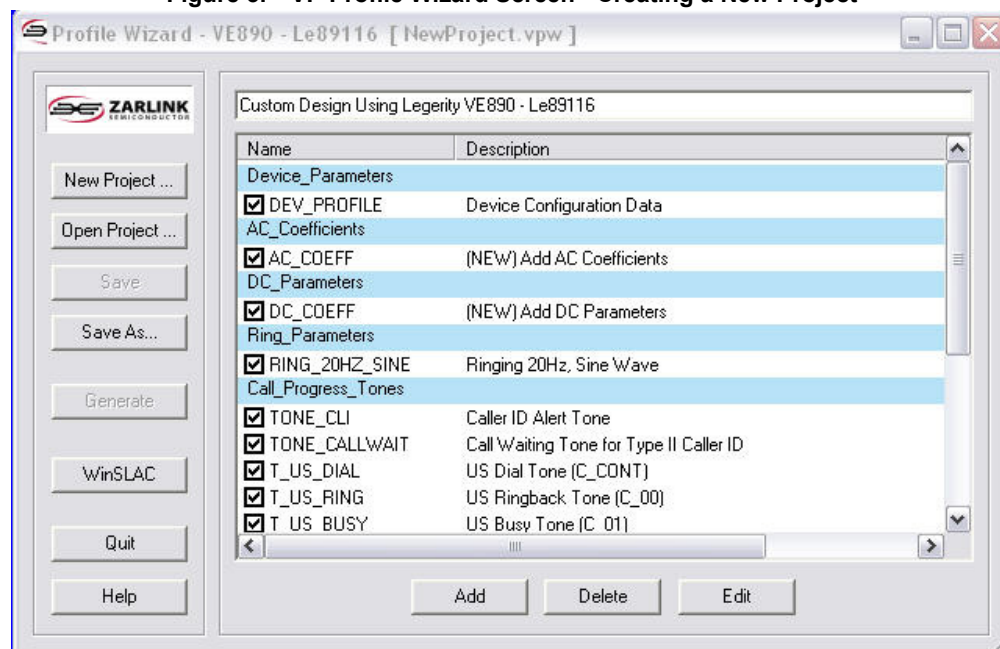 Profile Wizard - VE890 - Le89116 [ NewProject.vpw ]
ZARLINK
SEMICONDUCTOR
Custom Design Using Legerity VE890 - Le89116
Name Description
Device_Parameters
New Project ...
DEV_PROFILE Device Configuration Data
Open Project ...
AC_Coefficients
AC_COEFF (NEW) Add AC Coefficients
Save
DC_Parameters
DC_COEFF (NEW) Add DC Parameters
Save As...
Ring_Parameters
RING_20HZ_SINE Ringing 20Hz, Sine Wave
Generate
Call_Progress_Tones
TONE_CLI Caller ID Alert Tone
TONE_CALLWAIT Call Waiting Tone for Type II Caller ID
WinSLAC
T_US_DIAL US Dial Tone (C_CONT)
T_US_RING US Ringback Tone (C_00)
T_US_BUSY US Busy Tone (C_01)
Quit
Help
Add Delete Edit